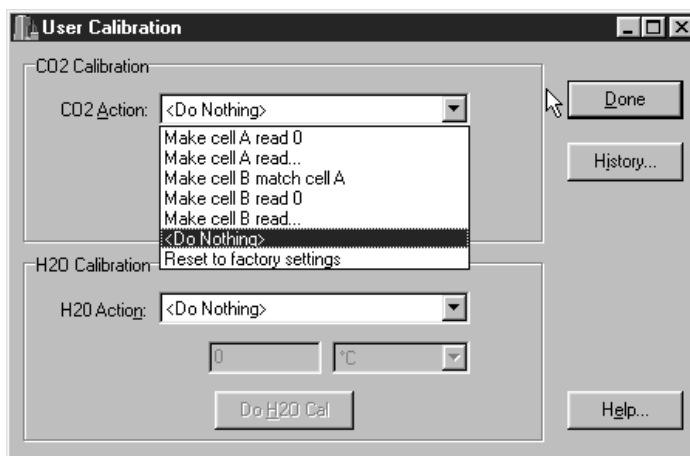 User Calibration
CO2 Calibration
CO2 Action:
<Do Nothing>
Make cell A read 0
Make cell A read...
Make cell B match cell A
Make cell B read 0
Make cell B read...
<Do Nothing>
Reset to factory settings
Done
History...
H2O Calibration
H2O Action:
<Do Nothing>
0
°C
Do H2O Cal
Help...